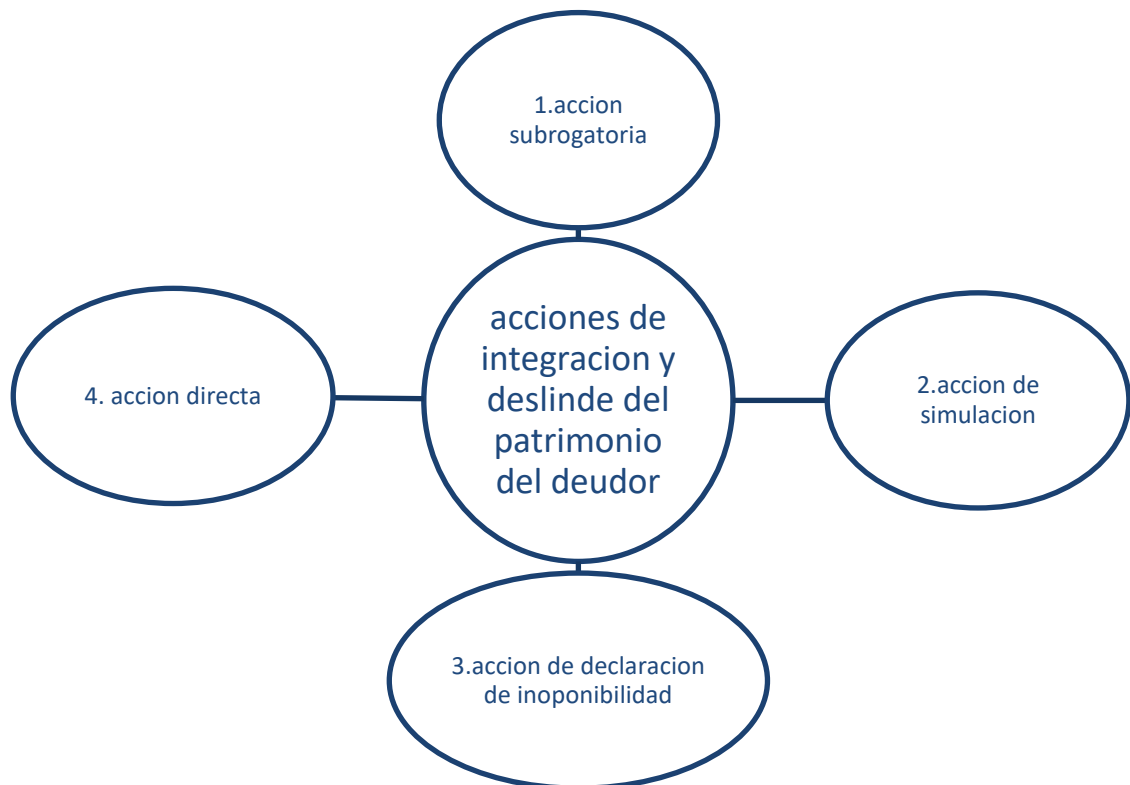 1.accion
subrogatoria
acciones de
integracion y
deslinde del
patrimonio
del deudor
4. accion directa
2.accion de
simulacion
3.accion de declaracion
de inoponibilidad